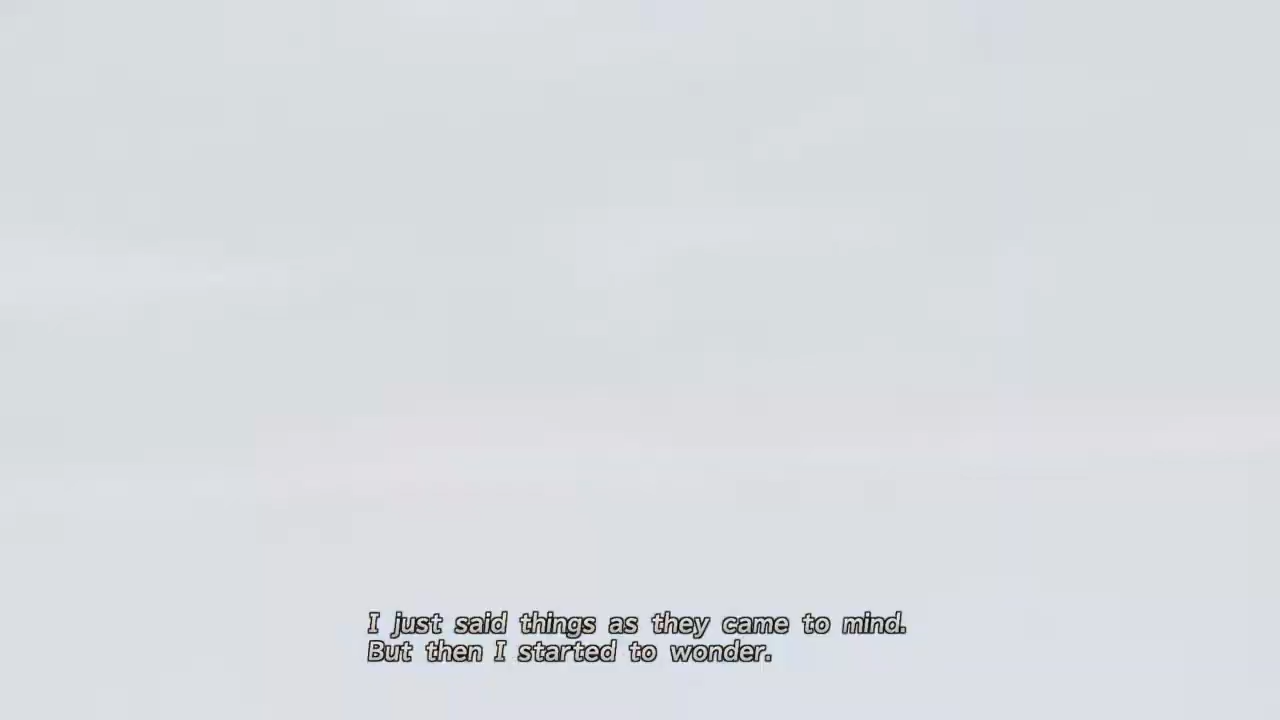 I just said things as they came to mind.
But then I started to wonder.